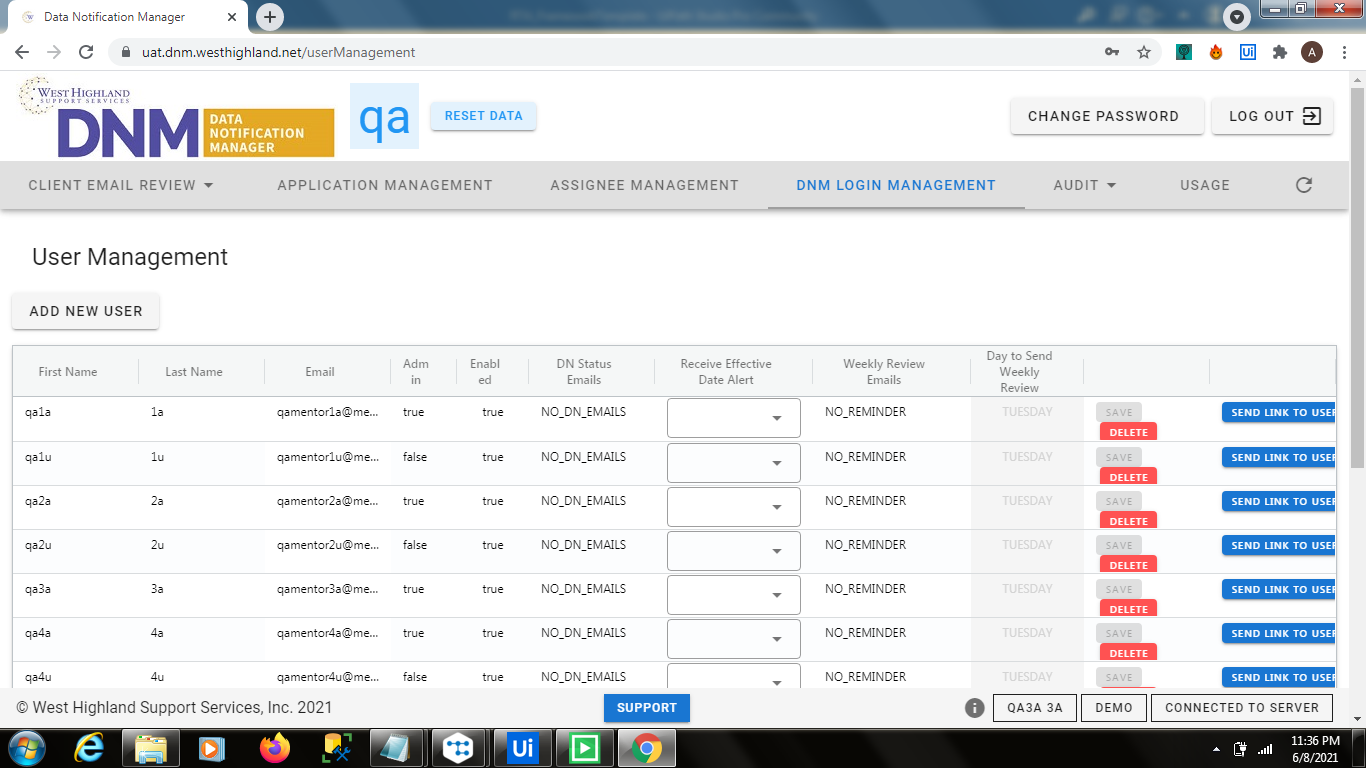 Data Notification Manager
uat.dnm.westhighland.net/userManagement
A
WEST HIGHLAND
SUPPORT SERVICES
DNM DATA NOTIFICATION MANAGER
qa
RESET DATA
CHANGE PASSWORD
LOG OUT
CLIENT EMAIL REVIEW
APPLICATION MANAGEMENT
ASSIGNEE MANAGEMENT
DNM LOGIN MANAGEMENT
AUDIT
USAGE
User Management
ADD NEW USER
First Name Last Name Email Admin Enabled DN Status Emails Receive Effective Date Alert Weekly Review Emails Day to Send Weekly Review
qa1a 1a qamentor1a@me... true true NO_DN_EMAILS NO_REMINDER TUESDAY SAVE DELETE SEND LINK TO USER
qa1u 1u qamentor1u@me... false true NO_DN_EMAILS NO_REMINDER TUESDAY SAVE DELETE SEND LINK TO USER
qa2a 2a qamentor2a@me... true true NO_DN_EMAILS NO_REMINDER TUESDAY SAVE DELETE SEND LINK TO USER
qa2u 2u qamentor2u@me... false true NO_DN_EMAILS NO_REMINDER TUESDAY SAVE DELETE SEND LINK TO USER
qa3a 3a qamentor3a@me... true true NO_DN_EMAILS NO_REMINDER TUESDAY SAVE DELETE SEND LINK TO USER
qa4a 4a qamentor4a@me... true true NO_DN_EMAILS NO_REMINDER TUESDAY SAVE DELETE SEND LINK TO USER
qa4u 4u qamentor4u@me... false true NO_DN_EMAILS NO_REMINDER TUESDAY SAVE SEND LINK TO USER
© West Highland Support Services, Inc. 2021
SUPPORT
QA3A 3A
DEMO
CONNECTED TO SERVER
Ui
11:36 PM
6/8/2021